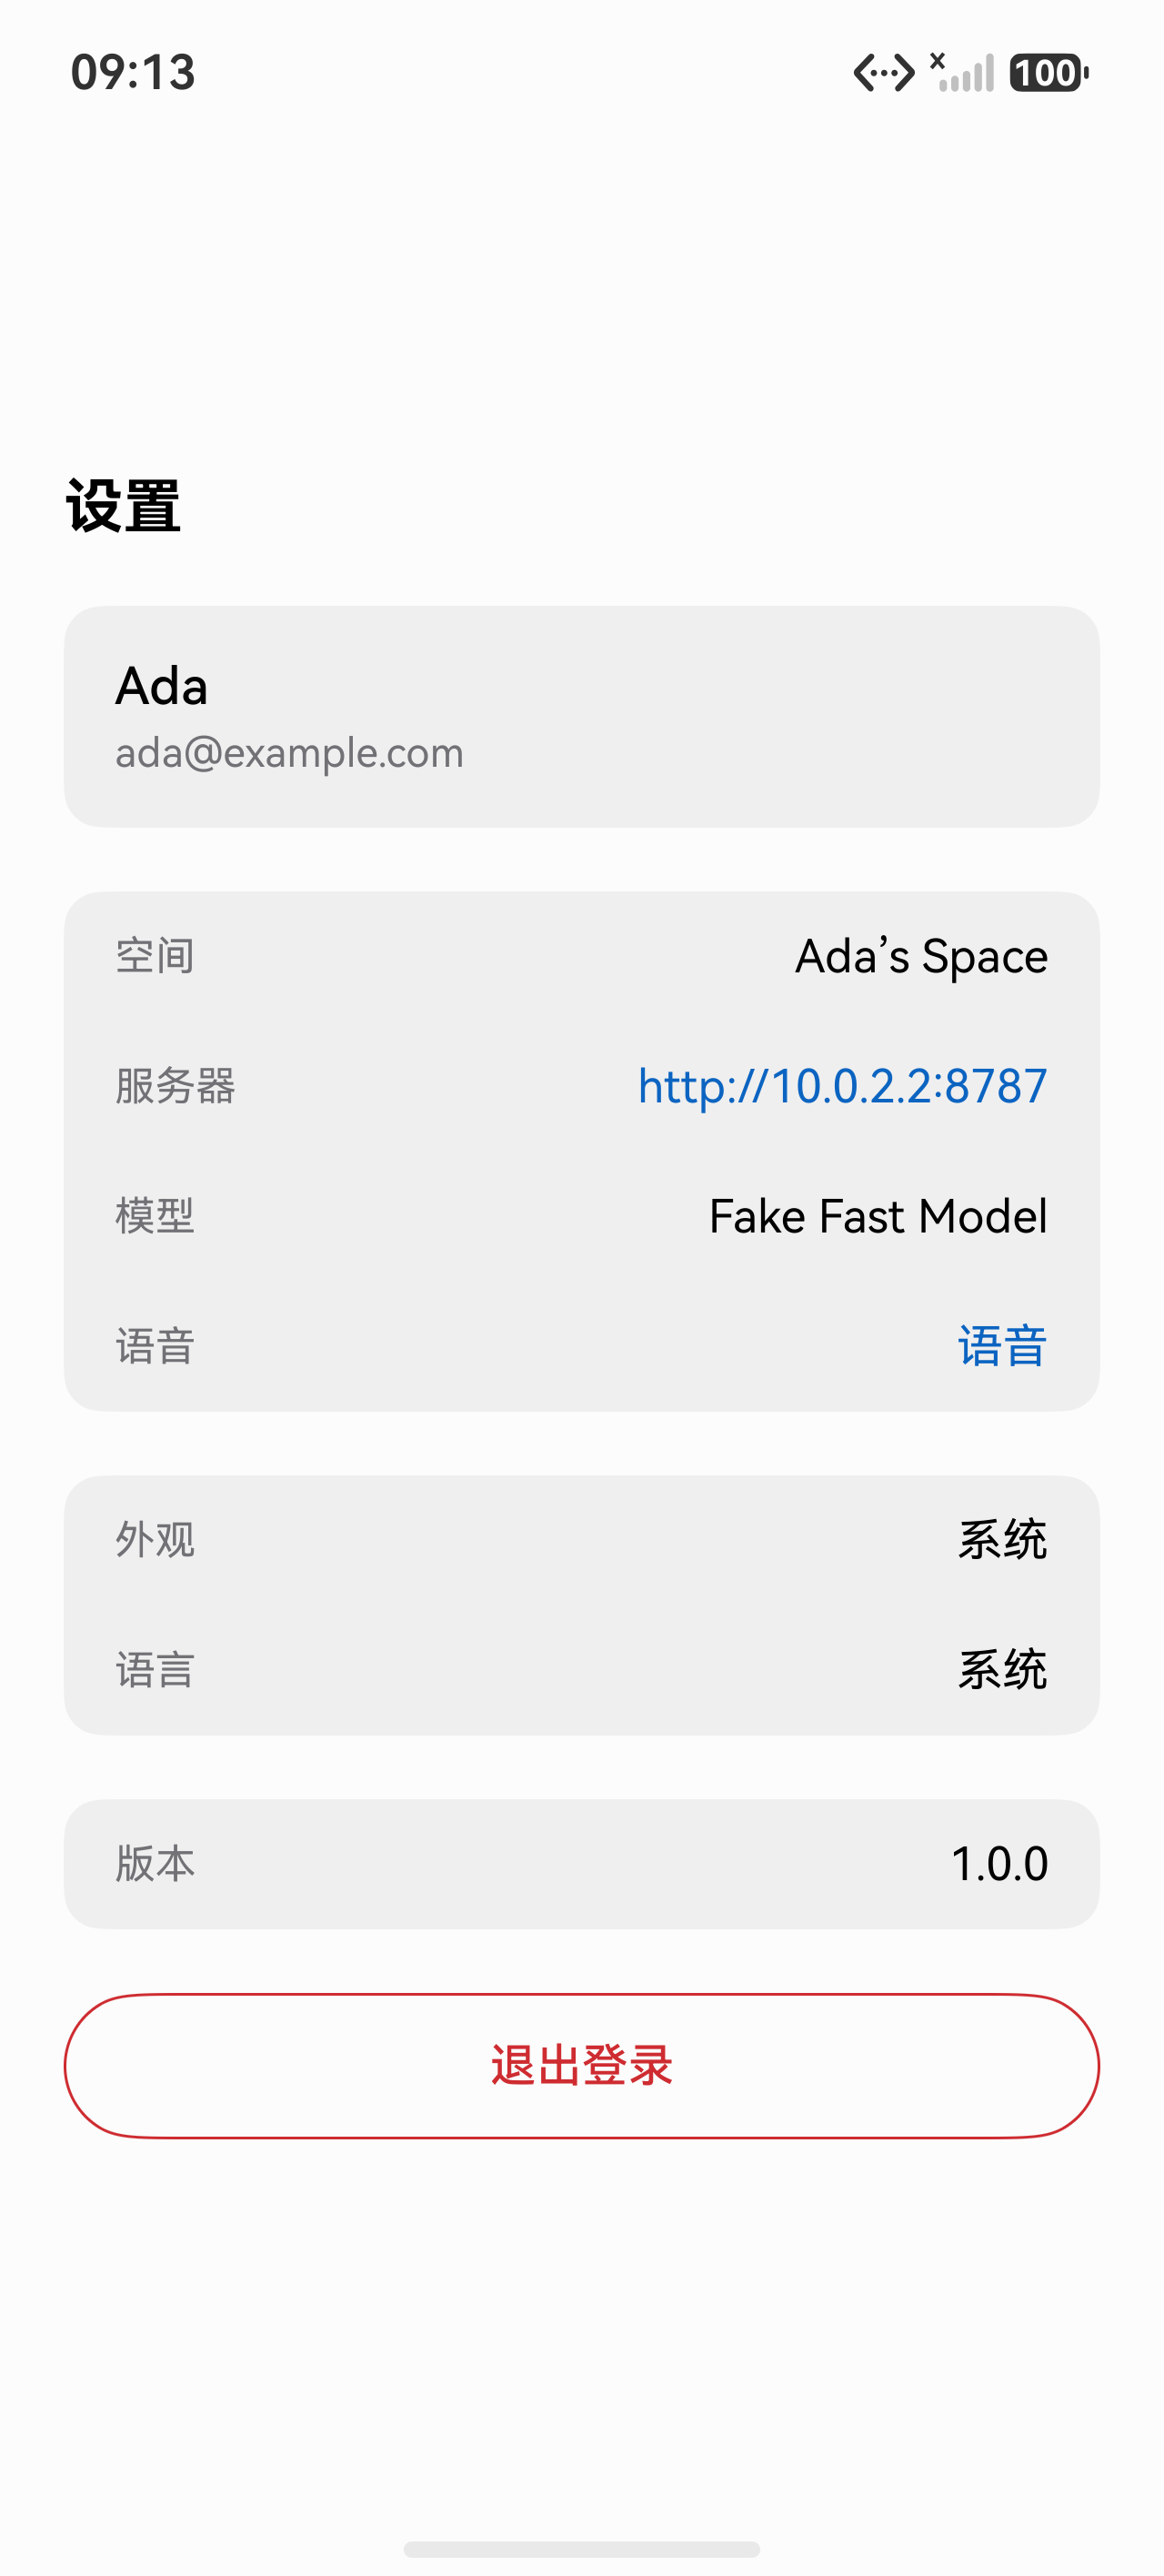 09:13
100
设置
Ada
ada@example.com
空间 Ada’s Space
服务器 http://10.0.2.2:8787
模型 Fake Fast Model
语音 语音
外观 系统
语言 系统
版本 1.0.0
退出登录